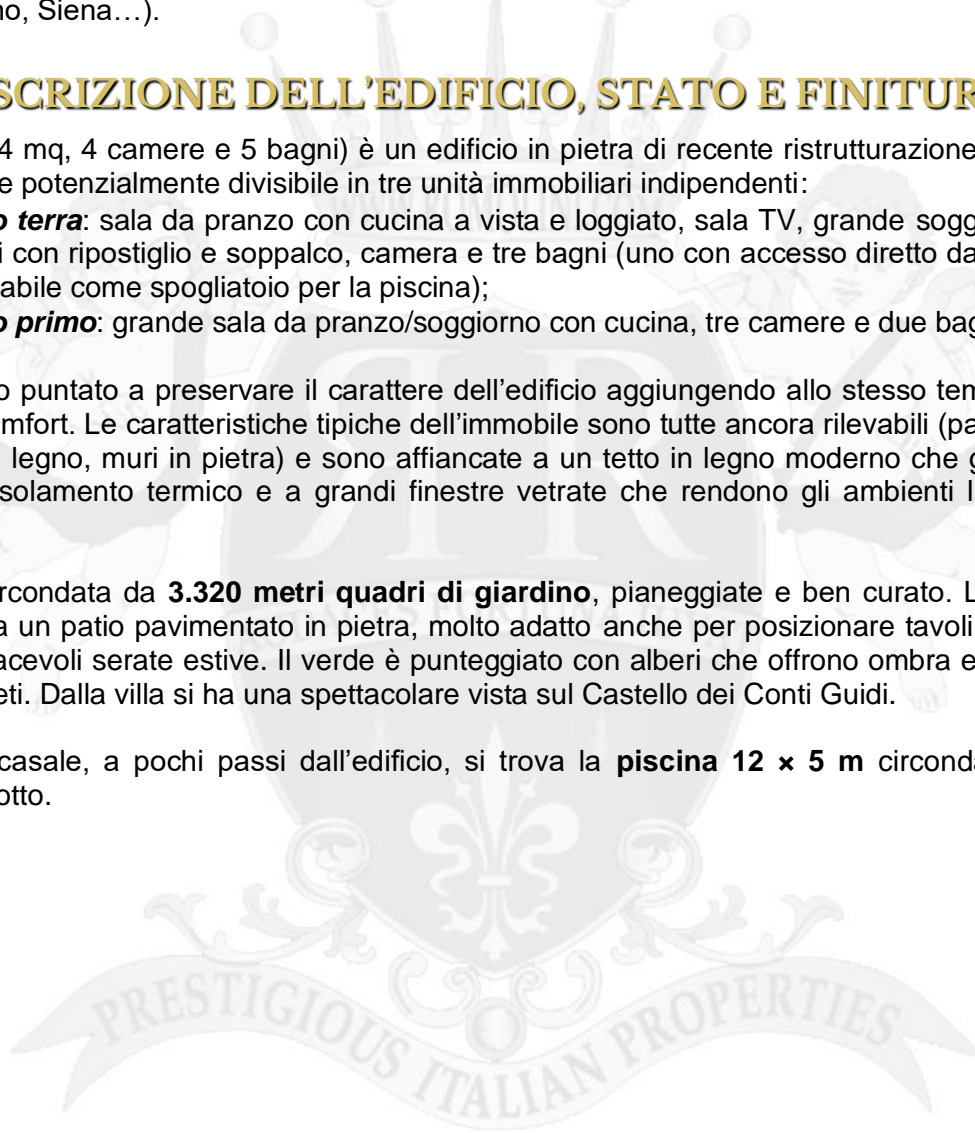 no, Siena…).
SCRIZIONE DELL'EDIFICIO, STATO E FINITUR
4 mq, 4 camere e 5 bagni) è un edificio in pietra di recente ristrutturazione
e potenzialmente divisibile in tre unità immobiliari indipendenti:
o terra: sala da pranzo con cucina a vista e loggiato, sala TV, grande sogg
i con ripostiglio e soppalco, camera e tre bagni (uno con accesso diretto da
abile come spogliatoio per la piscina);
o primo: grande sala da pranzo/soggiorno con cucina, tre camere e due bag
o puntato a preservare il carattere dell'edificio aggiungendo allo stesso tem
mfort. Le caratteristiche tipiche dell'immobile sono tutte ancora rilevabili (pa
legno, muri in pietra) e sono affiancate a un tetto in legno moderno che g
solamento termico e a grandi finestre vetrate che rendono gli ambienti l
rcondata da 3.320 metri quadri di giardino, pianeggiate e ben curato. L
a un patio pavimentato in pietra, molto adatto anche per posizionare tavoli
acevoli serate estive. Il verde è punteggiato con alberi che offrono ombra e
eti. Dalla villa si ha una spettacolare vista sul Castello dei Conti Guidi.
casale, a pochi passi dall'edificio, si trova la piscina 12 × 5 m circond
otto.
PRESTIGIOUS ITALIAN PROPERTIES